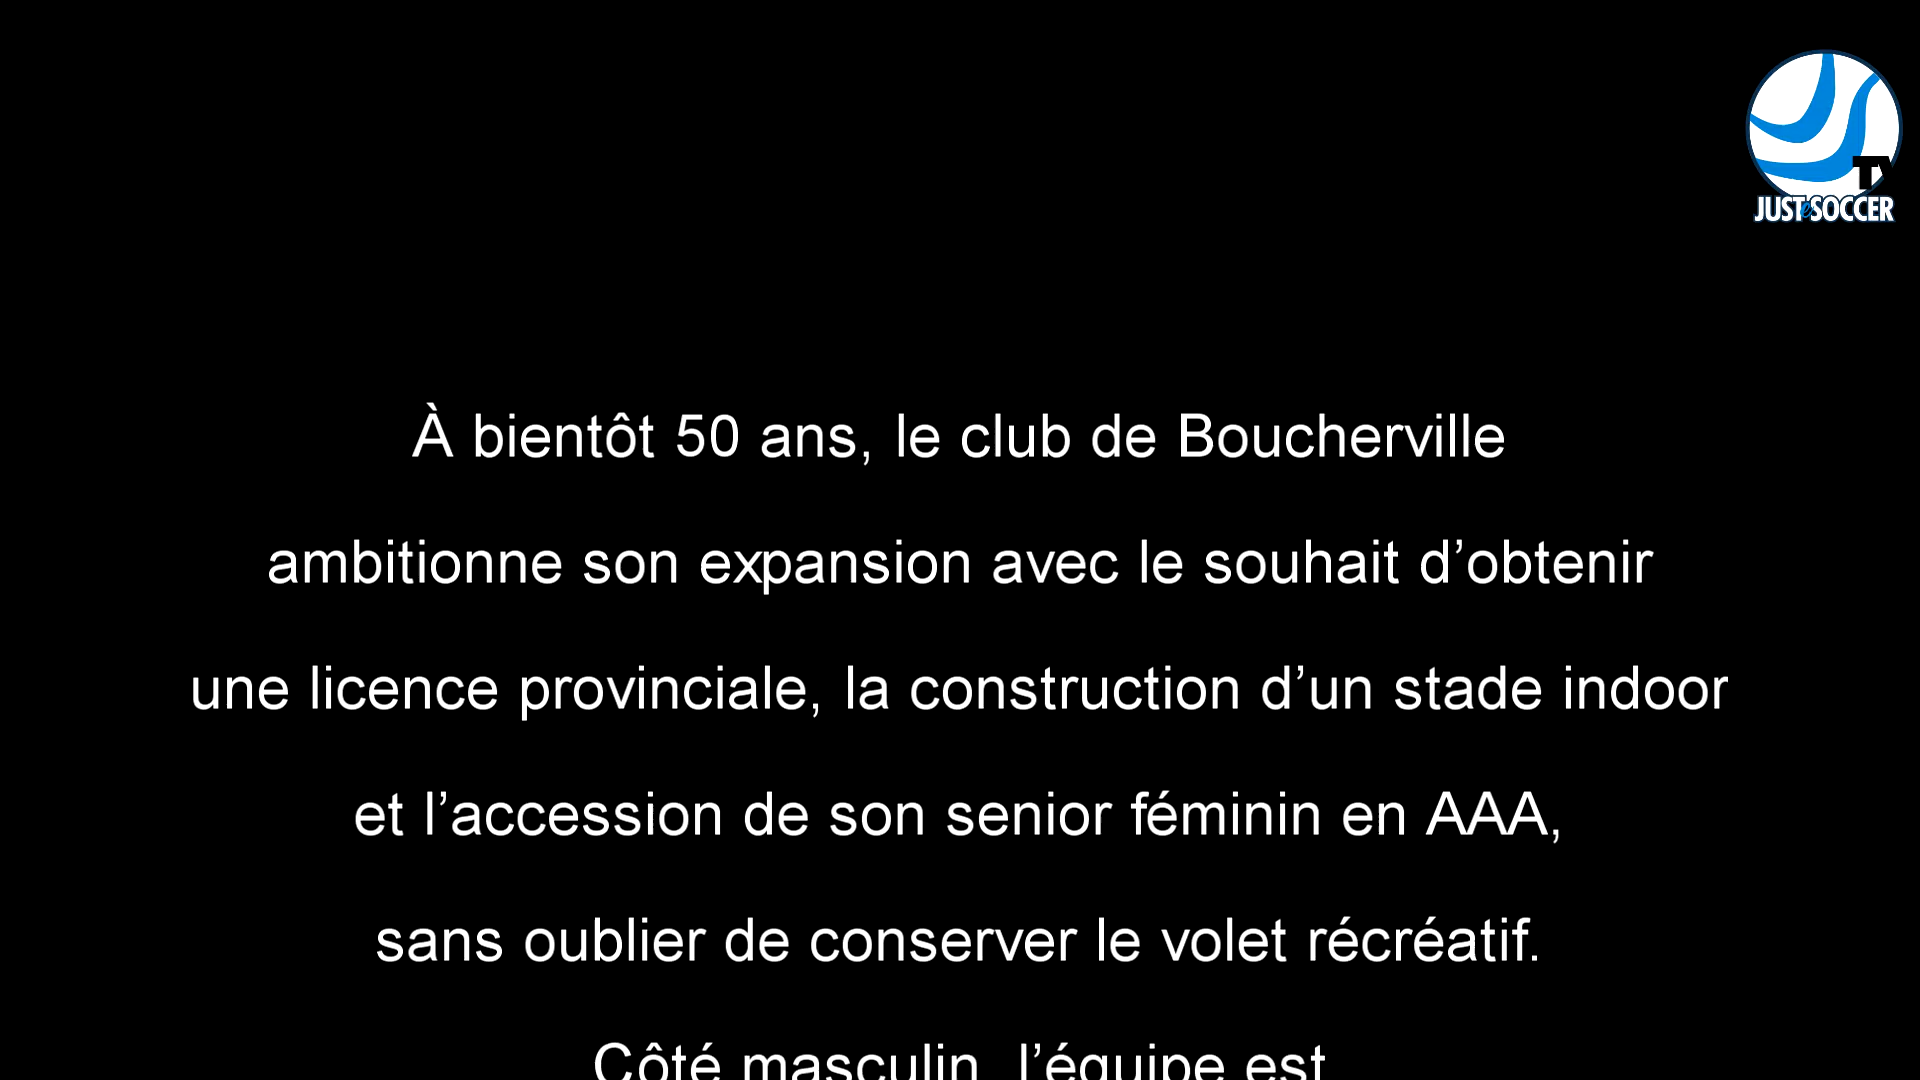 TV
JUSTeSOCCER
À bientôt 50 ans, le club de Boucherville
ambitionne son expansion avec le souhait d’obtenir
une licence provinciale, la construction d’un stade indoor
et l’accession de son senior féminin en AAA,
sans oublier de conserver le volet récréatif.
Côté masculin, l’équipe est